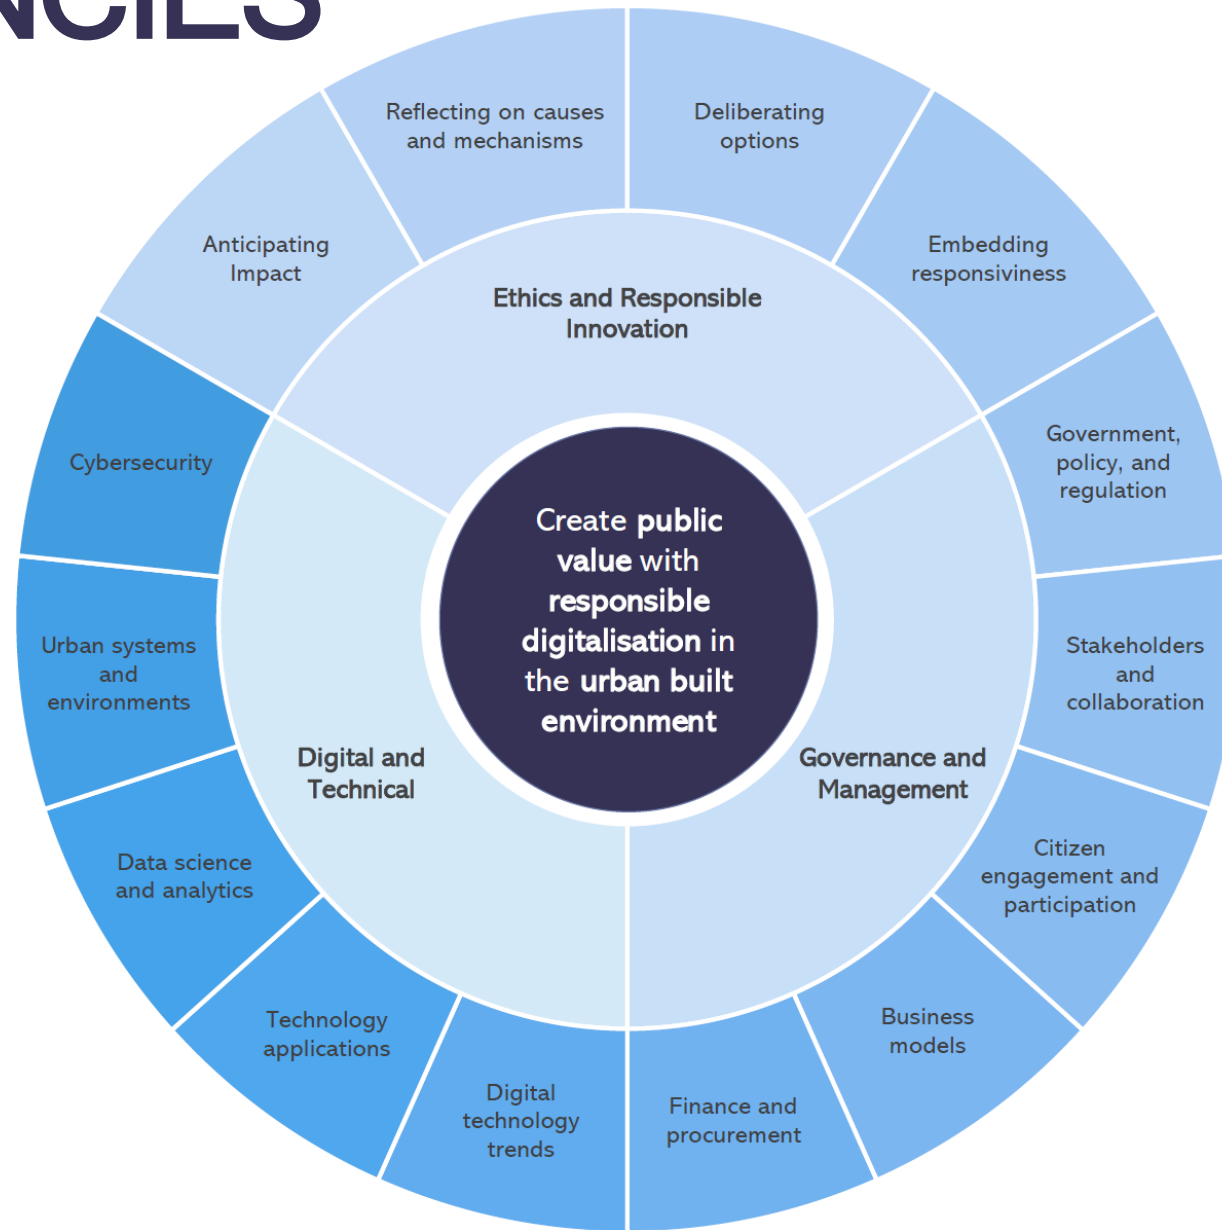 NCIES
Reflecting on causes
and mechanisms
Deliberating
options
Anticipating
Impact
Embedding
responsiviness
Ethics and Responsible
Innovation
Cybersecurity
Government,
policy, and
regulation
Create public
value with
responsible
digitalisation in
the urban built
environment
Urban systems
and
environments
Stakeholders
and
collaboration
Digital and
Technical
Governance and
Management
Data science
and analytics
Citizen
engagement and
participation
Technology
applications
Business
models
Digital
technology
trends
Finance and
procurement